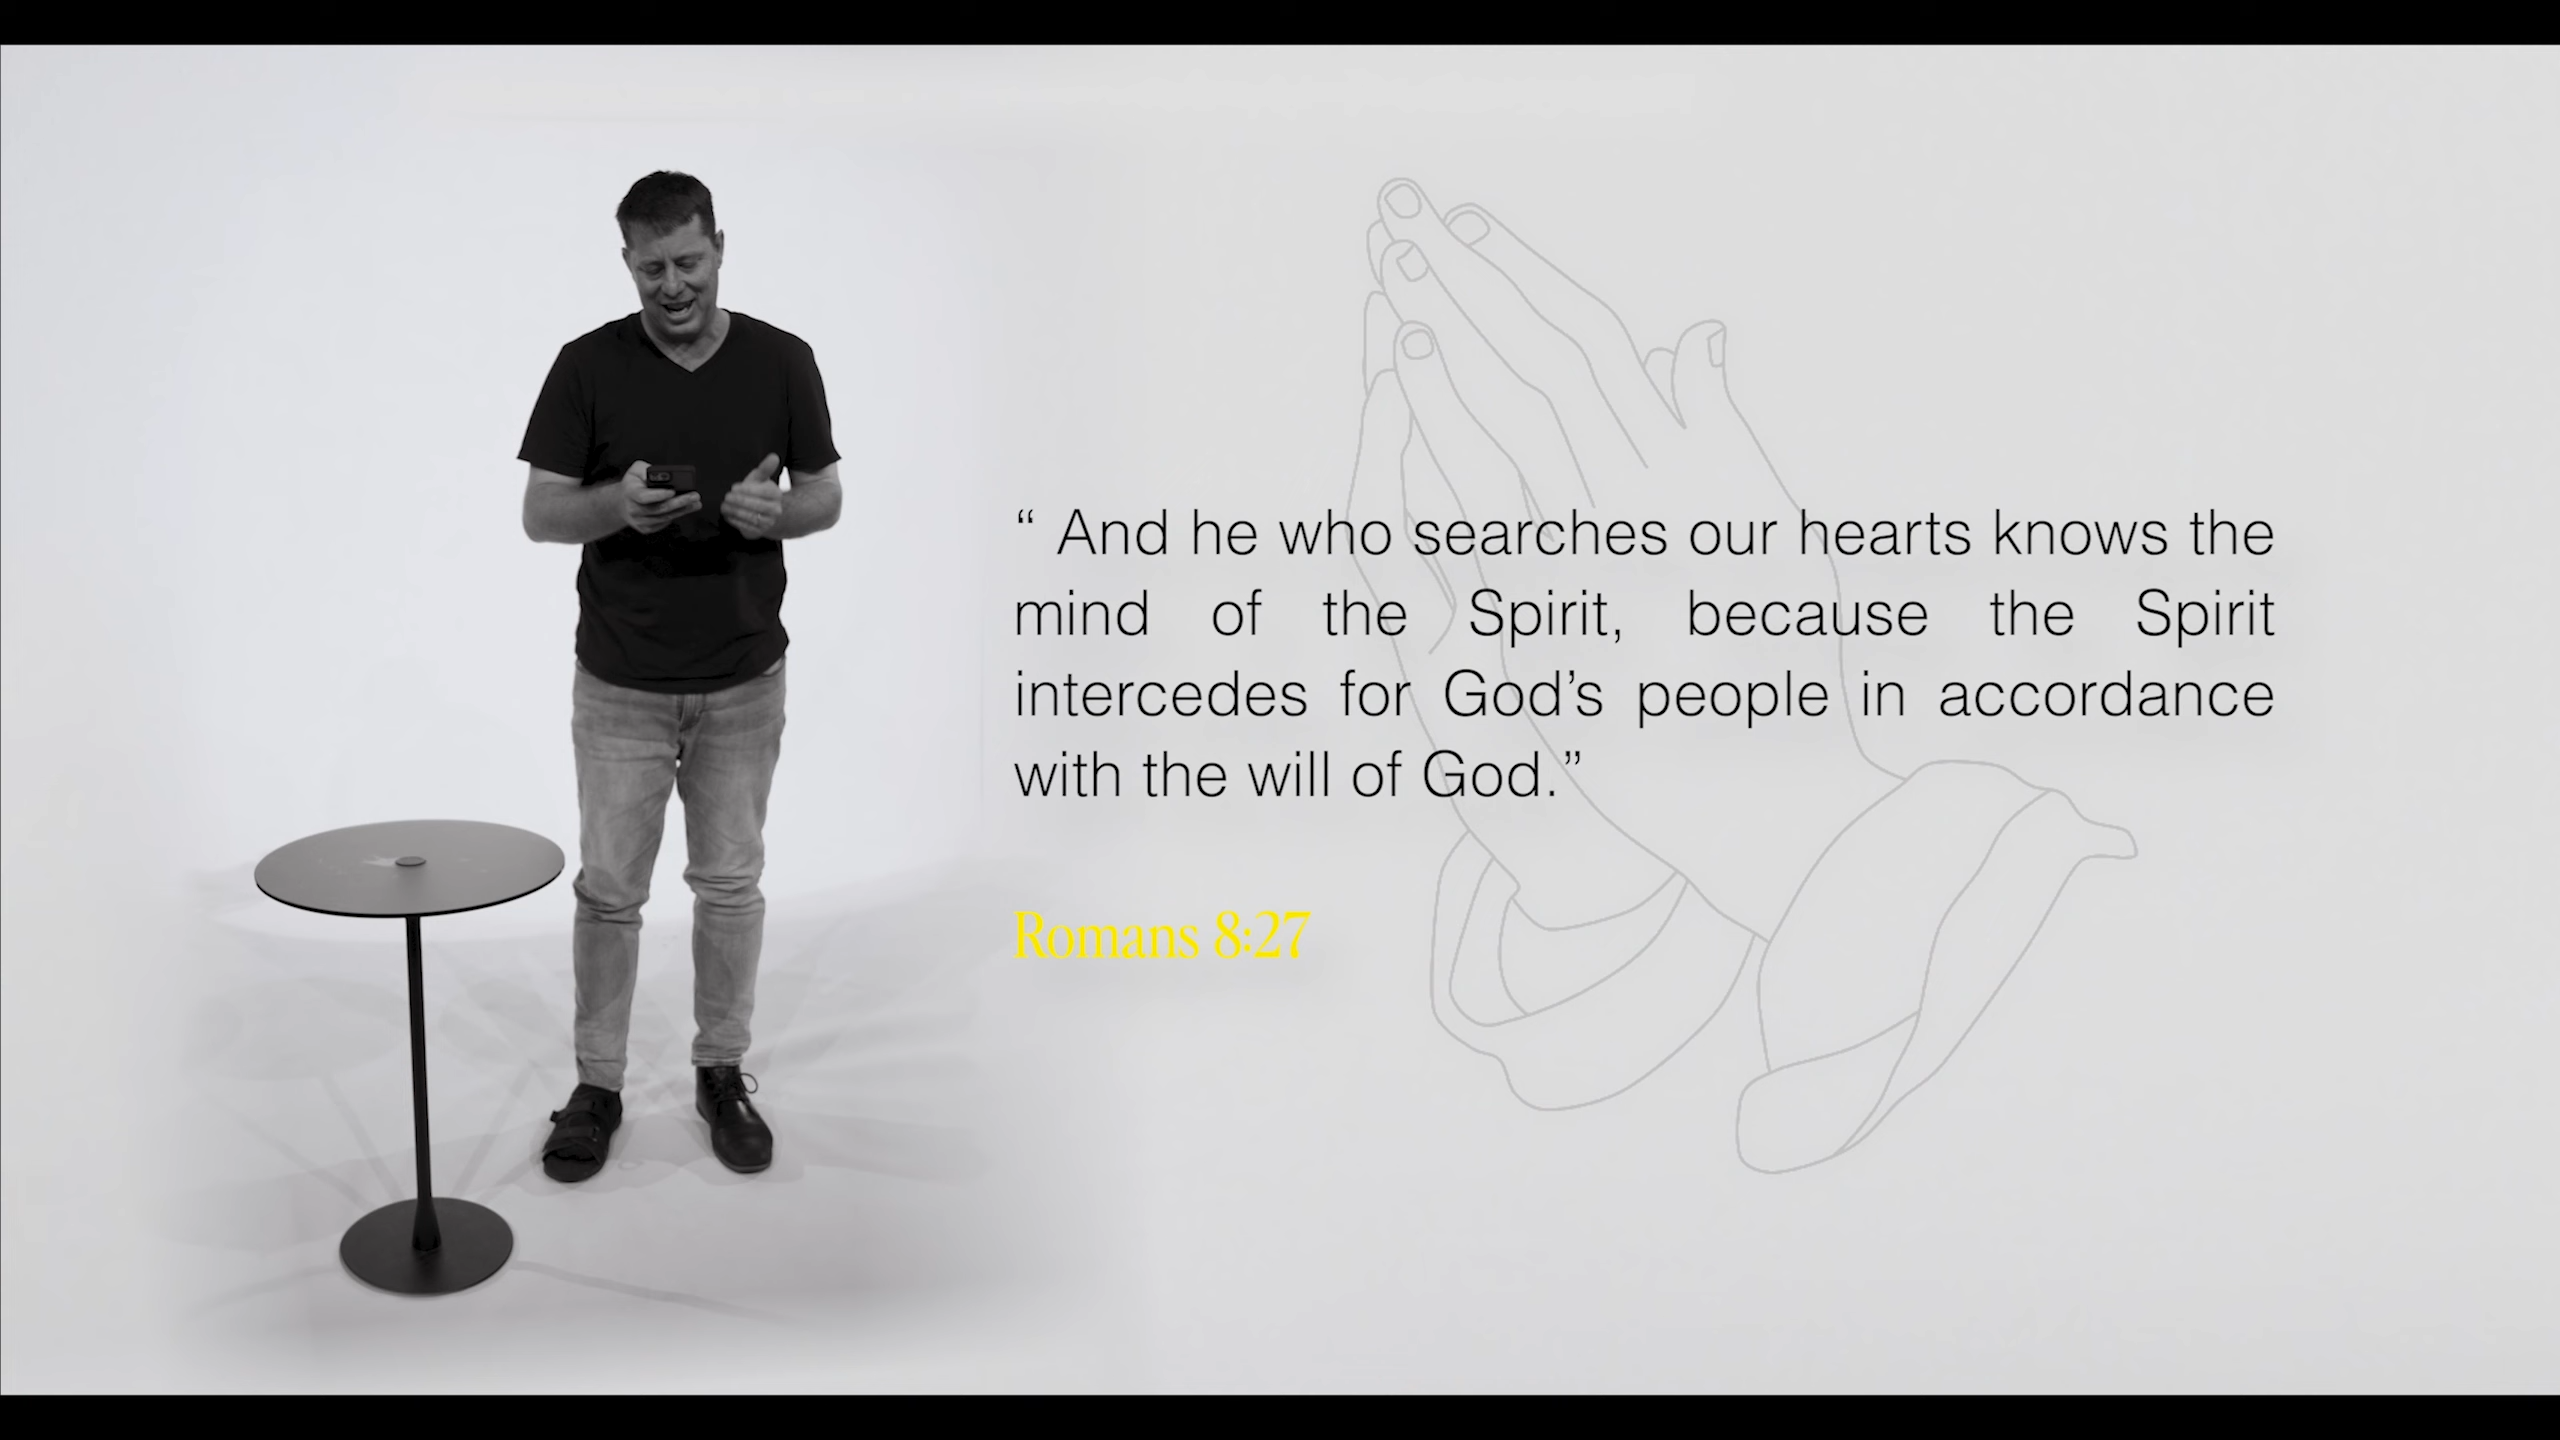 “ And he who searches our hearts knows the
mind of the Spirit, because the Spirit
intercedes for God’s people in accordance
with the will of God.”
Romans 8:27